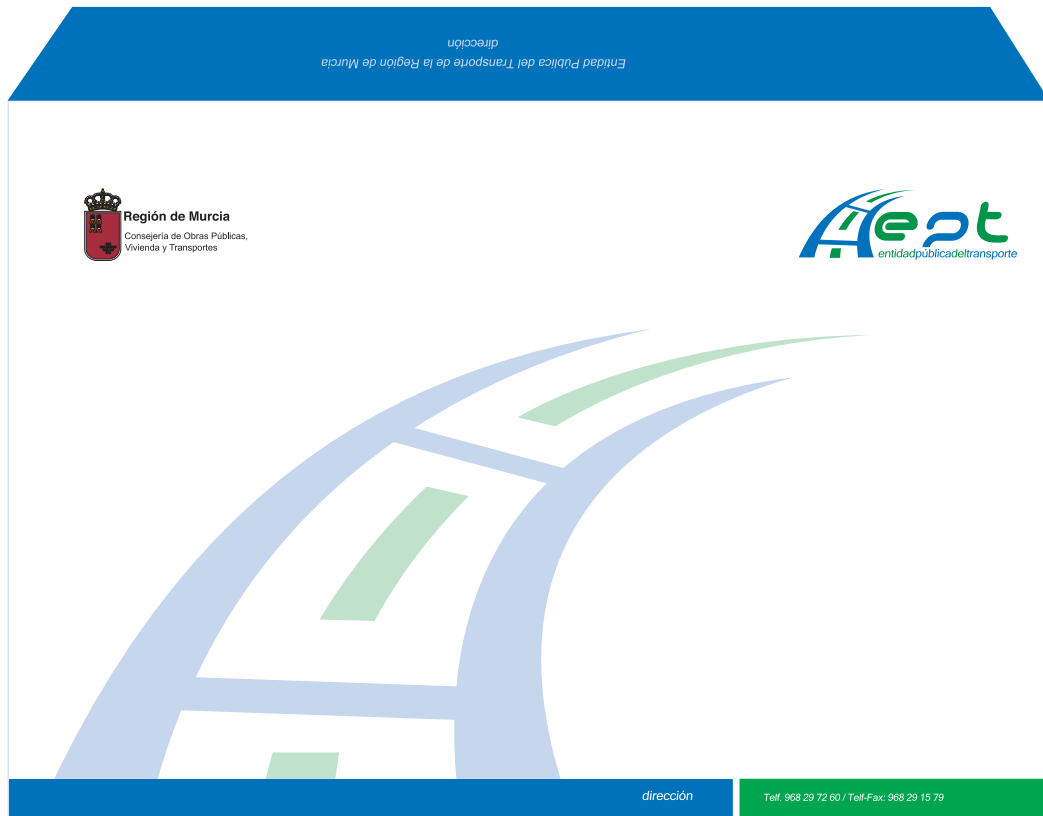 dirección
Entidad Pública del Transporte de la Región de Murcia
Región de Murcia
Consejería de Obras Públicas,
Vivienda y Transportes
ept
entidadpúblicadeltransporte
dirección
Telf. 968 29 72 60 / Telf-Fax: 968 29 15 79